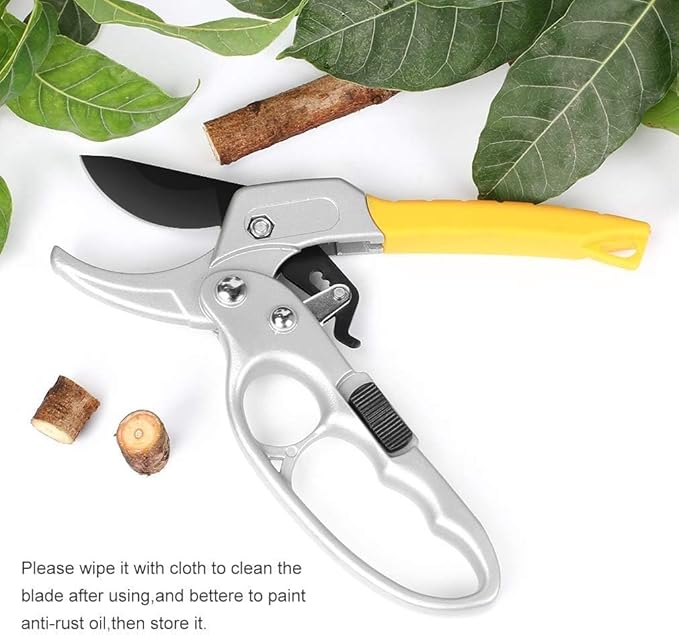 Please wipe it with cloth to clean the
blade after using,and bettere to paint
anti-rust oil,then store it.